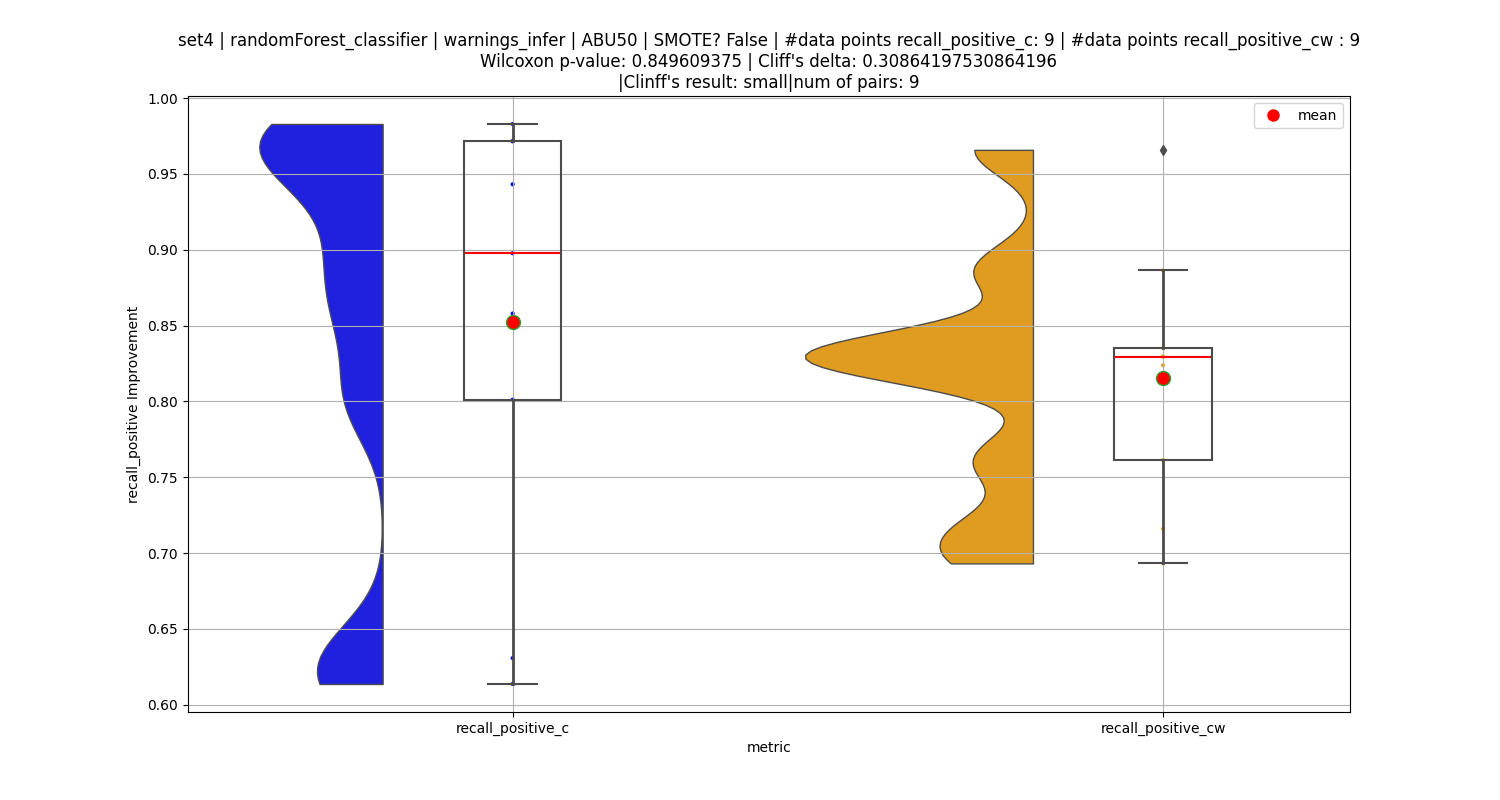 set4 | randomForest_classifier | warnings_infer | ABU50 | SMOTE? False | #data points recall_positive_c: 9 | #data points recall_positive_cw : 9
Wilcoxon p-value: 0.849609375 | Cliff's delta: 0.30864197530864196
|Clinff's result: small|num of pairs: 9
mean
recall_positive Improvement
1.00
0.95
0.90
0.85
0.80
0.75
0.70
0.65
0.60
recall_positive_c
recall_positive_cw
metric